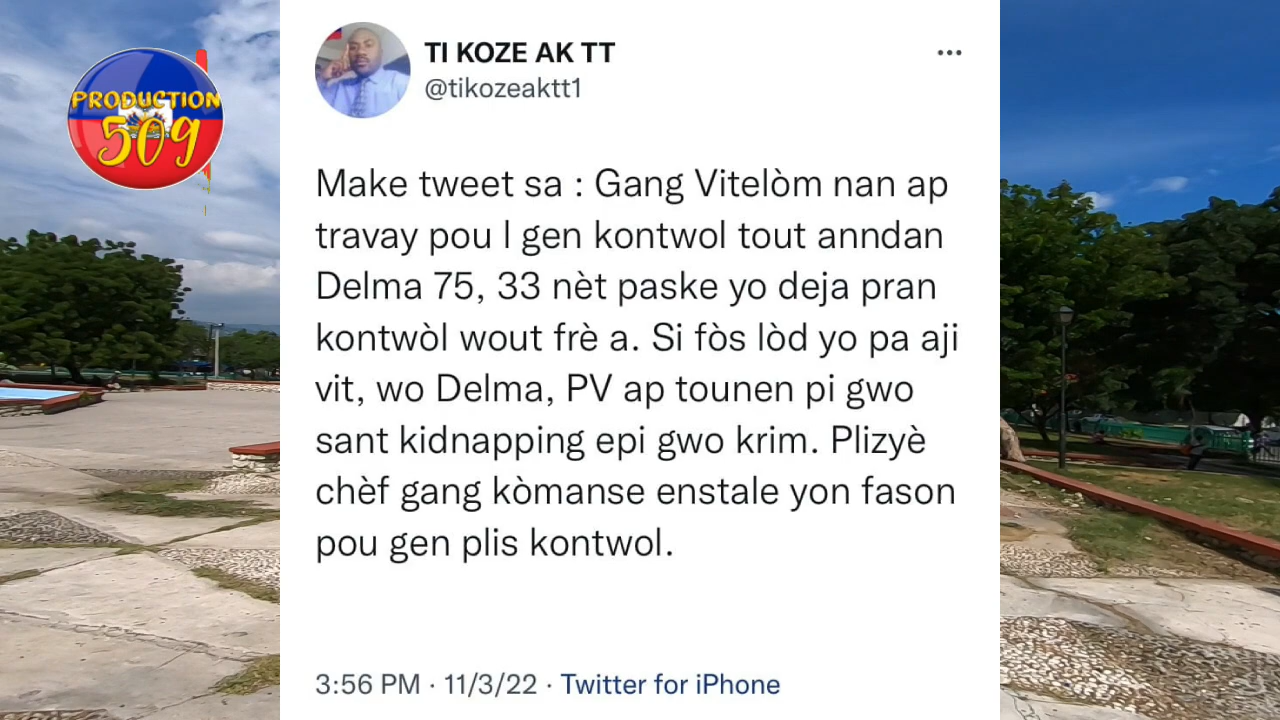 PRODUCTION
509
TI KOZE AK TT
@tikozeaktt1
Make tweet sa : Gang Vitelòm nan ap
travay pou l gen kontwol tout anndan
Delma 75, 33 nèt paske yo deja pran
kontwòl wout frè a. Si fòs lòd yo pa aji
vit, wo Delma, PV ap tounen pi gwo
sant kidnapping epi gwo krim. Plizyè
chèf gang kòmanse enstale yon fason
pou gen plis kontwol.
3:56 PM · 11/3/22 · Twitter for iPhone